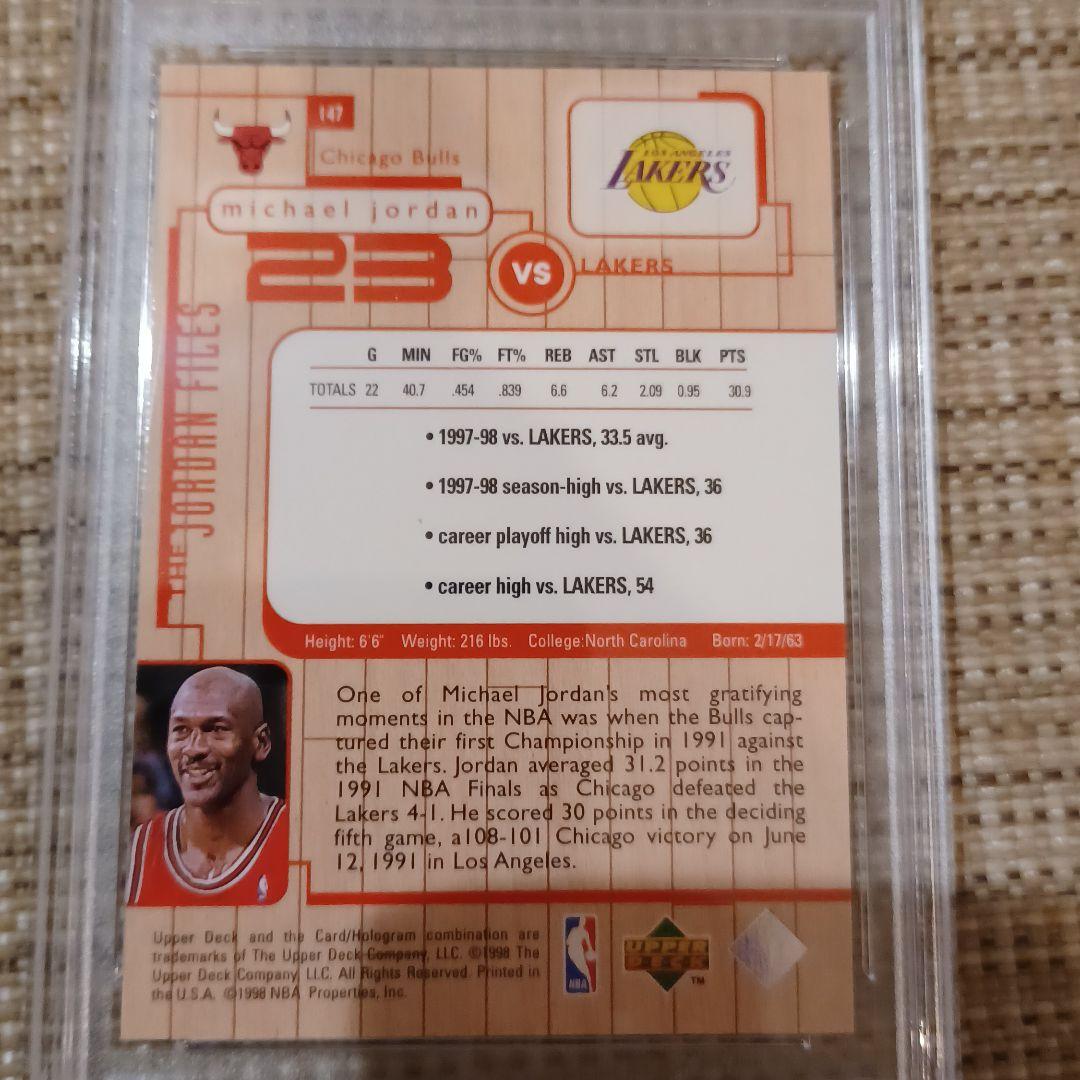 147
Chicago Bulls
michael jordan
23
VS
LAKERS
LOS ANGELES
LAKERS
THE JORDAN FILES
G MIN FG% FT% REB AST STL BLK PTS
TOTALS 22 40.7 .454 .839 6.6 6.2 2.09 0.95 30.9
• 1997-98 vs. LAKERS, 33.5 avg.
• 1997-98 season-high vs. LAKERS, 36
• career playoff high vs. LAKERS, 36
• career high vs. LAKERS, 54
Height: 6'6" Weight: 216 lbs. College:North Carolina Born: 2/17/63
One of Michael Jordan's most gratifying
moments in the NBA was when the Bulls cap-
tured their first Championship in 1991 against
the Lakers. Jordan averaged 31.2 points in the
1991 NBA Finals as Chicago defeated the
Lakers 4-1. He scored 30 points in the deciding
fifth game, a108-101 Chicago victory on June
12, 1991 in Los Angeles.
Upper Deck and the Card/Hologram combination are
trademarks of The Upper Deck Company, LLC. ©1998 The
Upper Deck Company, LLC. All Rights Reserved. Printed in
the U.S.A. ©1998 NBA Properties, Inc.
NBA
UPPER
DECK
TM